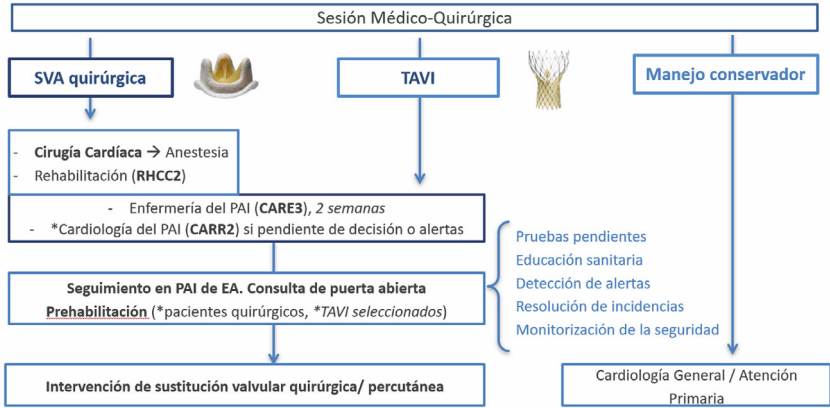 Sesión Médico-Quirúrgica
SVA quirúrgica
TAVI
Manejo conservador
- Cirugía Cardíaca → Anestesia
- Rehabilitación (RHCC2)
- Enfermería del PAI (CARE3), 2 semanas
- *Cardiología del PAI (CARR2) si pendiente de decisión o alertas
Seguimiento en PAI de EA. Consulta de puerta abierta
Prehabilitación (*pacientes quirúrgicos, *TAVI seleccionados)
Pruebas pendientes
Educación sanitaria
Detección de alertas
Resolución de incidencias
Monitorización de la seguridad
Intervención de sustitución valvular quirúrgica/ percutánea
Cardiología General / Atención
Primaria